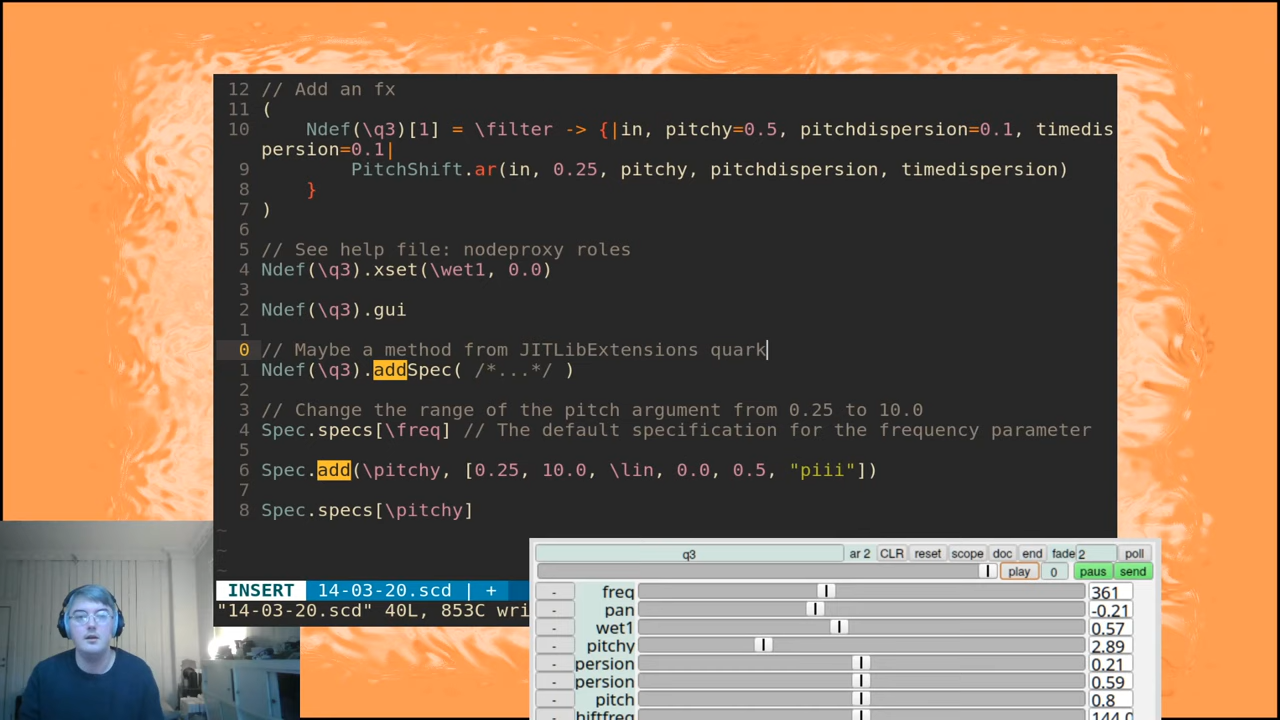 12 // Add an fx
11 (
10 Ndef(\q3)[1] = \filter -> {|in, pitchy=0.5, pitchdispersion=0.1, timedis
persion=0.1|
9 PitchShift.ar(in, 0.25, pitchy, pitchdispersion, timedispersion)
8 }
7 )
6
5 // See help file: nodeproxy roles
4 Ndef(\q3).xset(\wet1, 0.0)
3
2 Ndef(\q3).gui
1
0 // Maybe a method from JITLibExtensions quark
1 Ndef(\q3).addSpec( /*...*/ )
2
3 // Change the range of the pitch argument from 0.25 to 10.0
4 Spec.specs[\freq] // The default specification for the frequency parameter
5
6 Spec.add(\pitchy, [0.25, 10.0, \lin, 0.0, 0.5, "piii"])
7
8 Spec.specs[\pitchy]
~
~
~
INSERT 14-03-20.scd | +
"14-03-20.scd" 40L, 853C wri
q3 ar 2 CLR reset scope doc end fade 2 poll
play 0 paus send
- freq 361
- pan -0.21
- wet1 0.57
- pitchy 2.89
- persion 0.21
- persion 0.59
- pitch 0.8
- hiftfreq 144.0